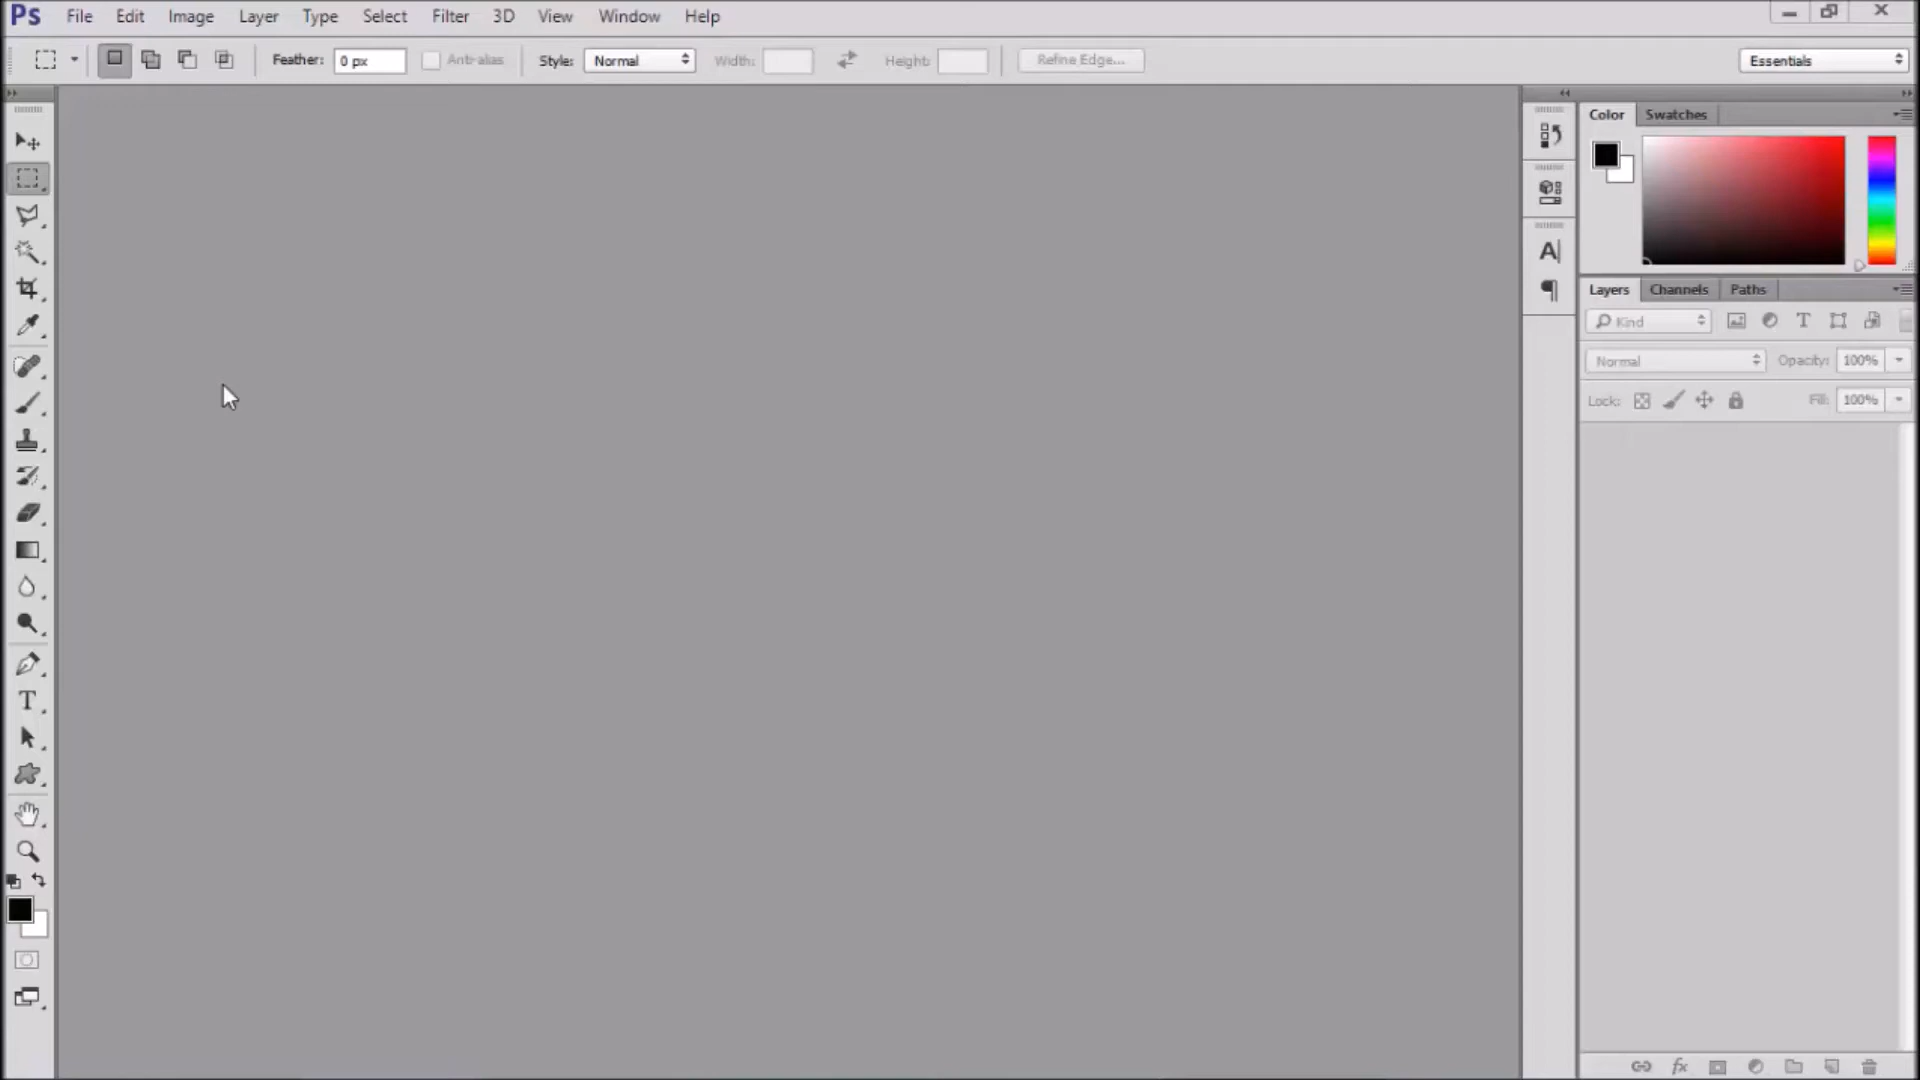 Ps File Edit Image Layer Type Select Filter 3D View Window Help
Feather: 0 px Anti-alias Style: Normal Width: Height: Refine Edge... Essentials
Color Swatches
Layers Channels Paths
Kind
Normal Opacity: 100%
Lock: Fill: 100%